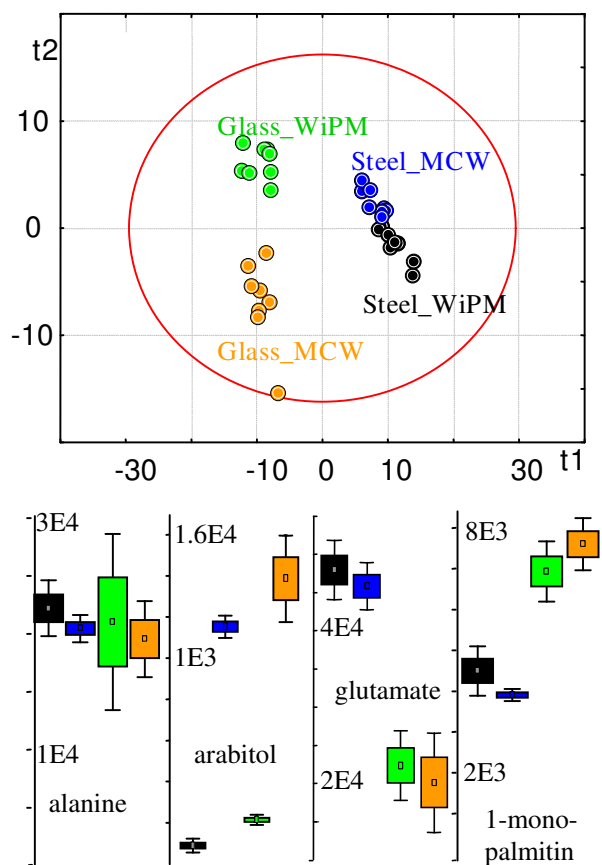 t2
10
0
-10
Glass_WiPM
Steel_MCW
Steel_WiPM
Glass_MCW
-30
-10
0
10
t1
30
3E4
1E4
alanine
1.6E4
1E3
arabitol
4E4
glutamate
2E4
8E3
2E3
1-mono-
palmitin